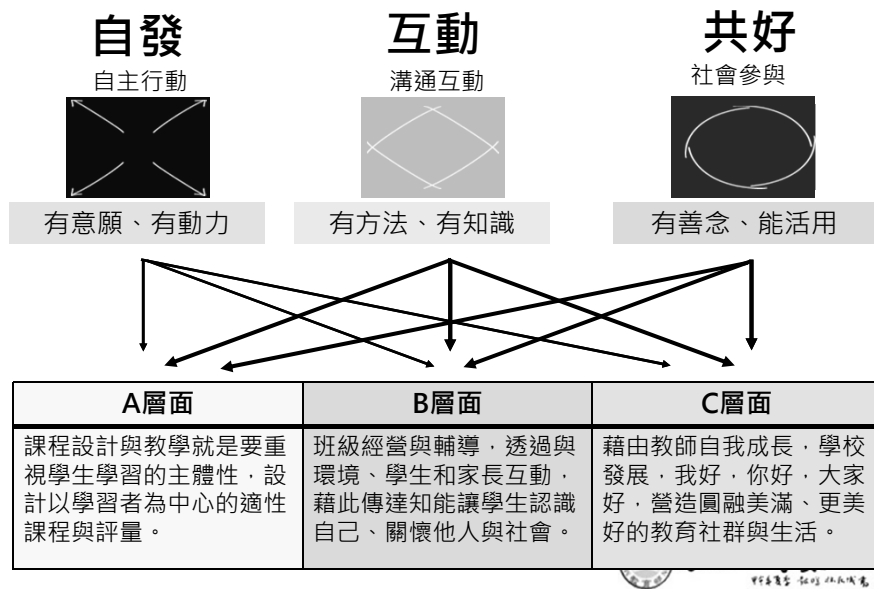 自發
互動
共好
自主行動
溝通互動
社會參與
有意願、有動力
有方法、有知識
有善念、能活用
A層面
B層面
C層面
課程設計與教學就是要重
視學生學習的主體性，設
計以學習者為中心的適性
課程與評量。
班級經營與輔導，透過與
環境、學生和家長互動，
藉此傳達知能讓學生認識
自己、關懷他人與社會。
藉由教師自我成長，學校
發展，我好，你好，大家
好，營造圓融美滿、更美
好的教育社群與生活。